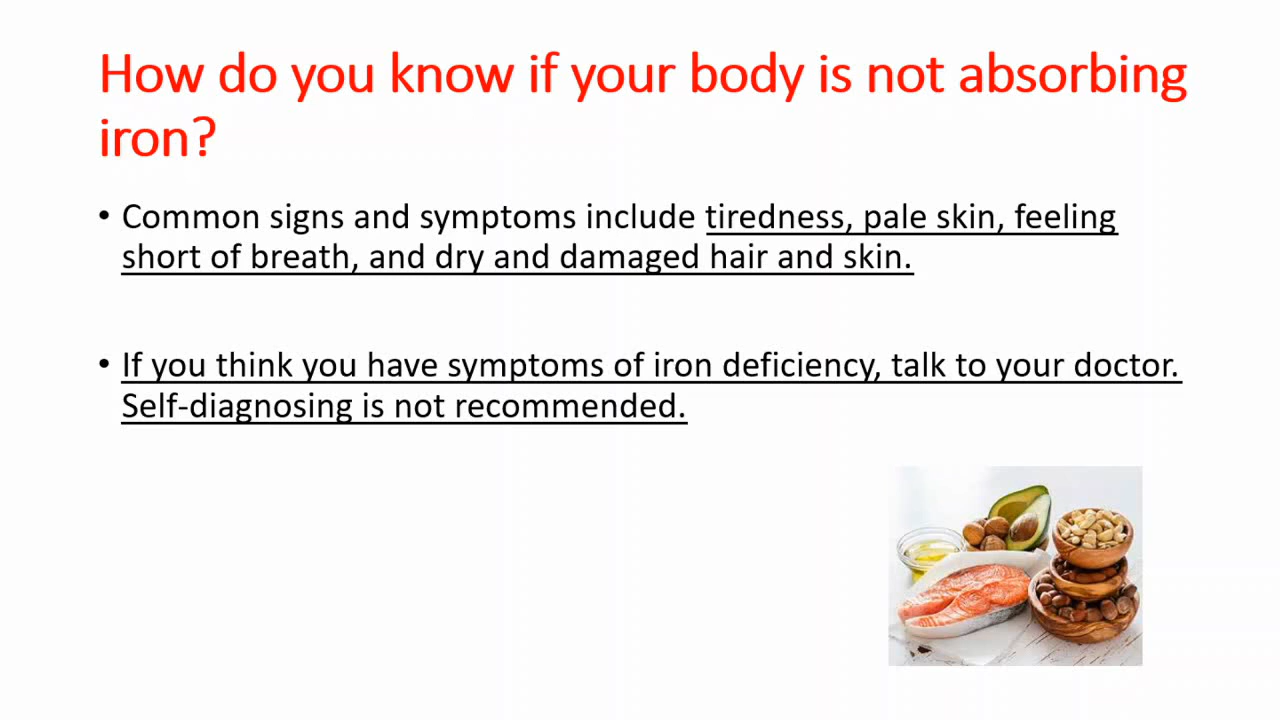 How do you know if your body is not absorbing
iron?
• Common signs and symptoms include tiredness, pale skin, feeling
short of breath, and dry and damaged hair and skin.
• If you think you have symptoms of iron deficiency, talk to your doctor.
Self-diagnosing is not recommended.